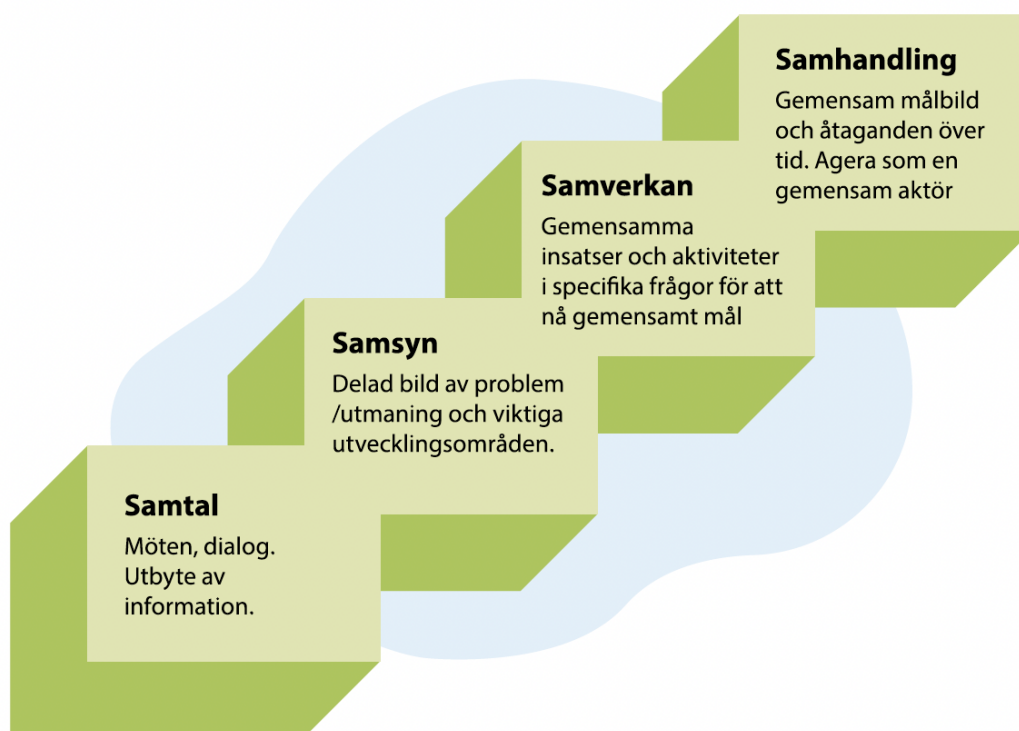 Samhandling
Gemensam målbild
och åtaganden över
tid. Agera som en
gemensam aktör
Samverkan
Gemensamma
insatser och aktiviteter
i specifika frågor för att
nå gemensamt mål
Samsyn
Delad bild av problem
/utmaning och viktiga
utvecklingsområden.
Samtal
Möten, dialog.
Utbyte av
information.